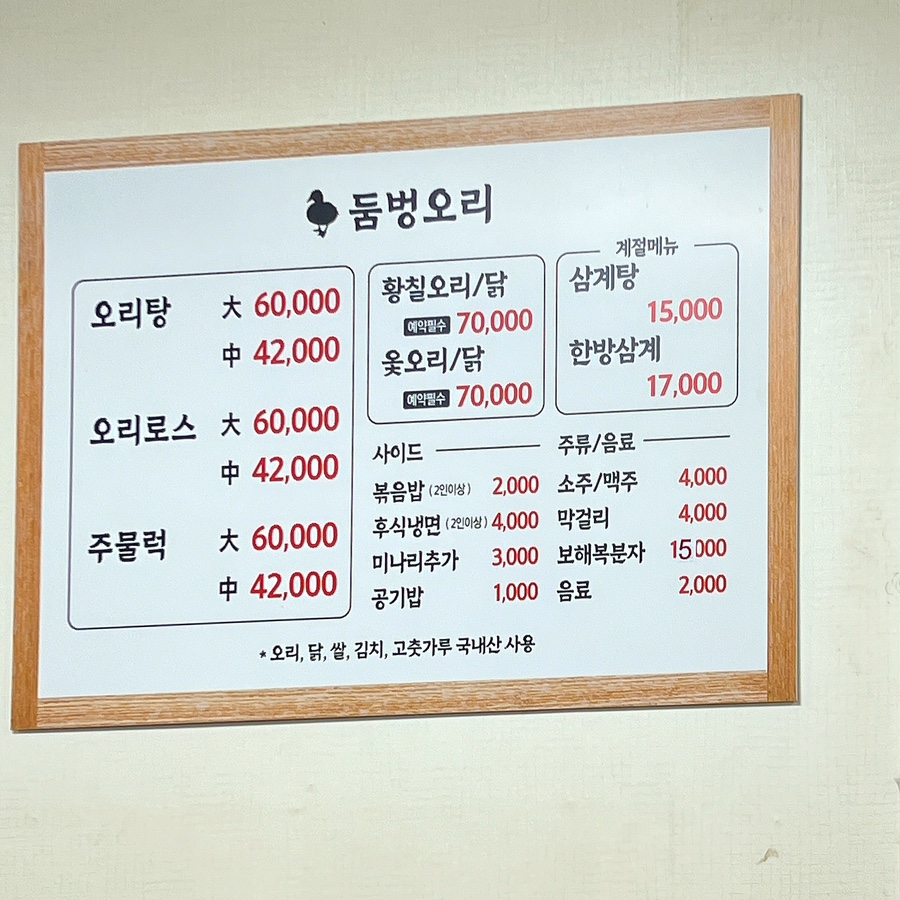 둠벙오리
오리탕 大 60,000
中 42,000
오리로스 大 60,000
中 42,000
주물럭 大 60,000
中 42,000
황칠오리/닭
예약필수 70,000
옻오리/닭
예약필수 70,000
계절메뉴
삼계탕
15,000
한방삼계
17,000
사이드
볶음밥 (2인이상) 2,000
후식냉면 (2인이상) 4,000
미나리추가 3,000
공기밥 1,000
주류/음료
소주/맥주 4,000
막걸리 4,000
보해복분자 15000
음료 2,000
* 오리, 닭, 쌀, 김치, 고춧가루 국내산 사용